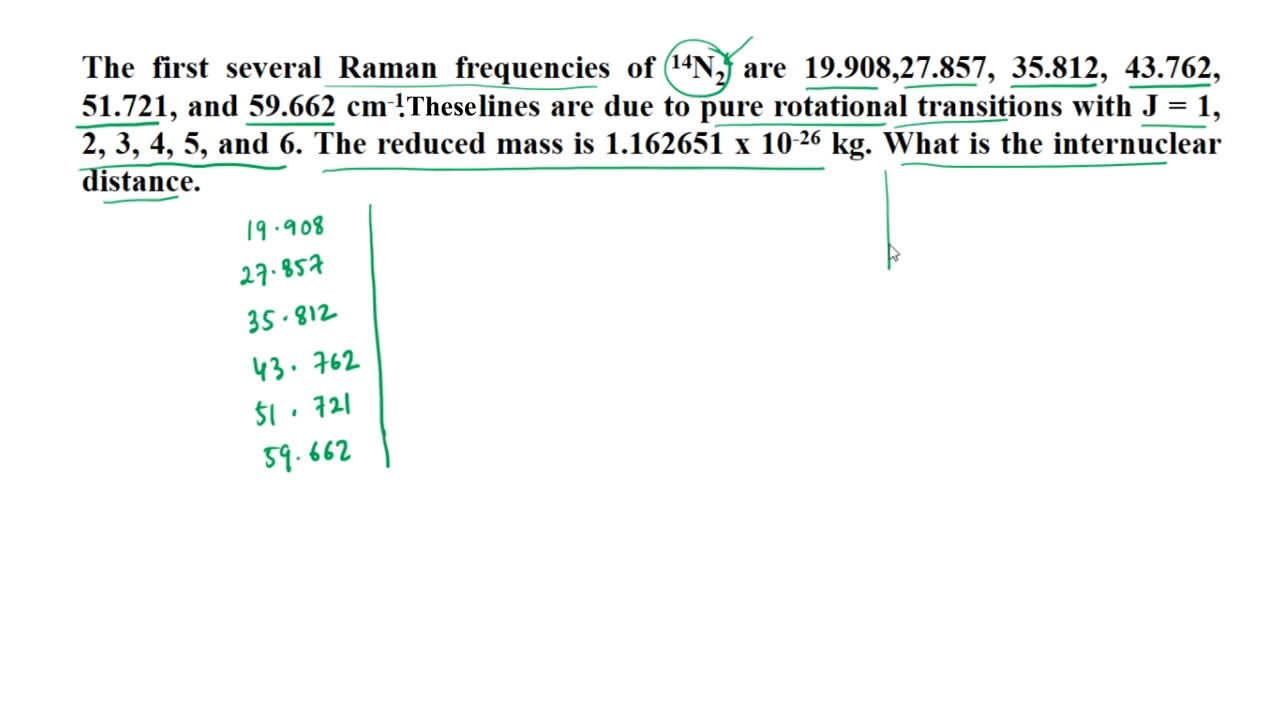 The first several Raman frequencies of ¹⁴N₂ are 19.908,27.857, 35.812, 43.762,
51.721, and 59.662 cm⁻¹.These lines are due to pure rotational transitions with J = 1,
2, 3, 4, 5, and 6. The reduced mass is 1.162651 x 10⁻²⁶ kg. What is the internuclear
distance.
19.908
27.857
35.812
43.762
51.721
59.662